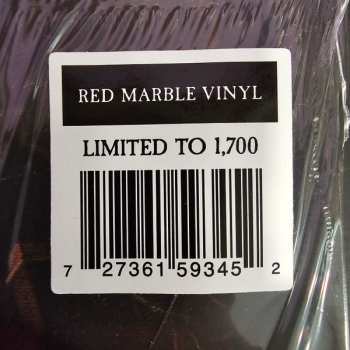 RED MARBLE VINYL
LIMITED TO 1,700
7 27361 59345 2